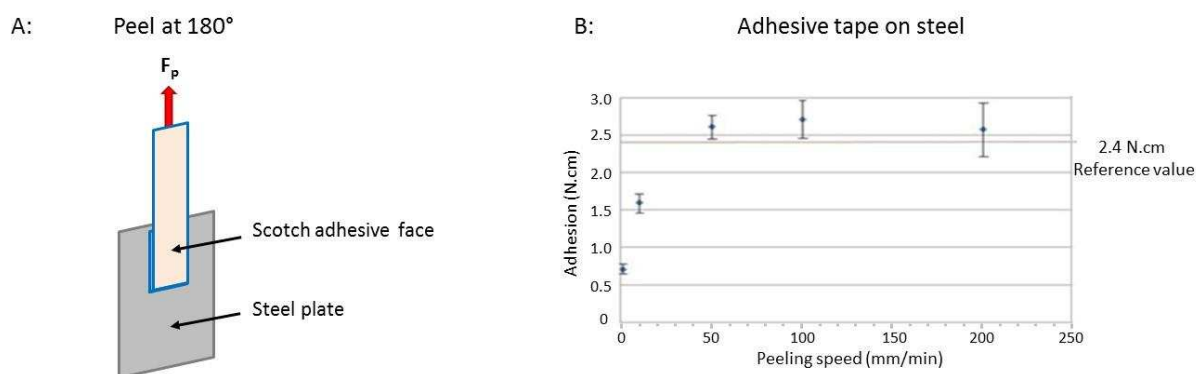 A:
Peel at 180°
Fp
Scotch adhesive face
Steel plate
B:
Adhesive tape on steel
Adhesion (N.cm)
3.0
2.5
2.0
1.5
1.0
0.5
0
0 50 100 150 200 250
Peeling speed (mm/min)
2.4 N.cm
Reference value